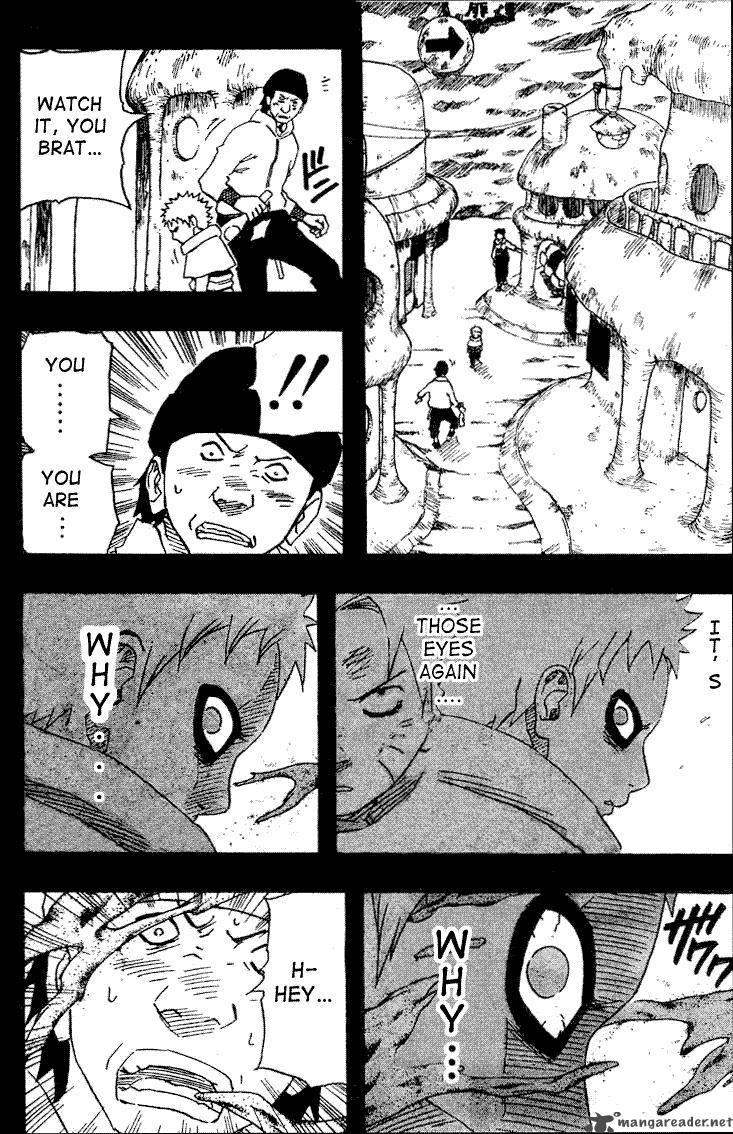 WATCH
IT, YOU
BRAT...
YOU
......
YOU
ARE
...
!!
IT'S
...
THOSE
EYES
AGAIN
....
WHY...
WHY...
H-
HEY...
mangareader.net